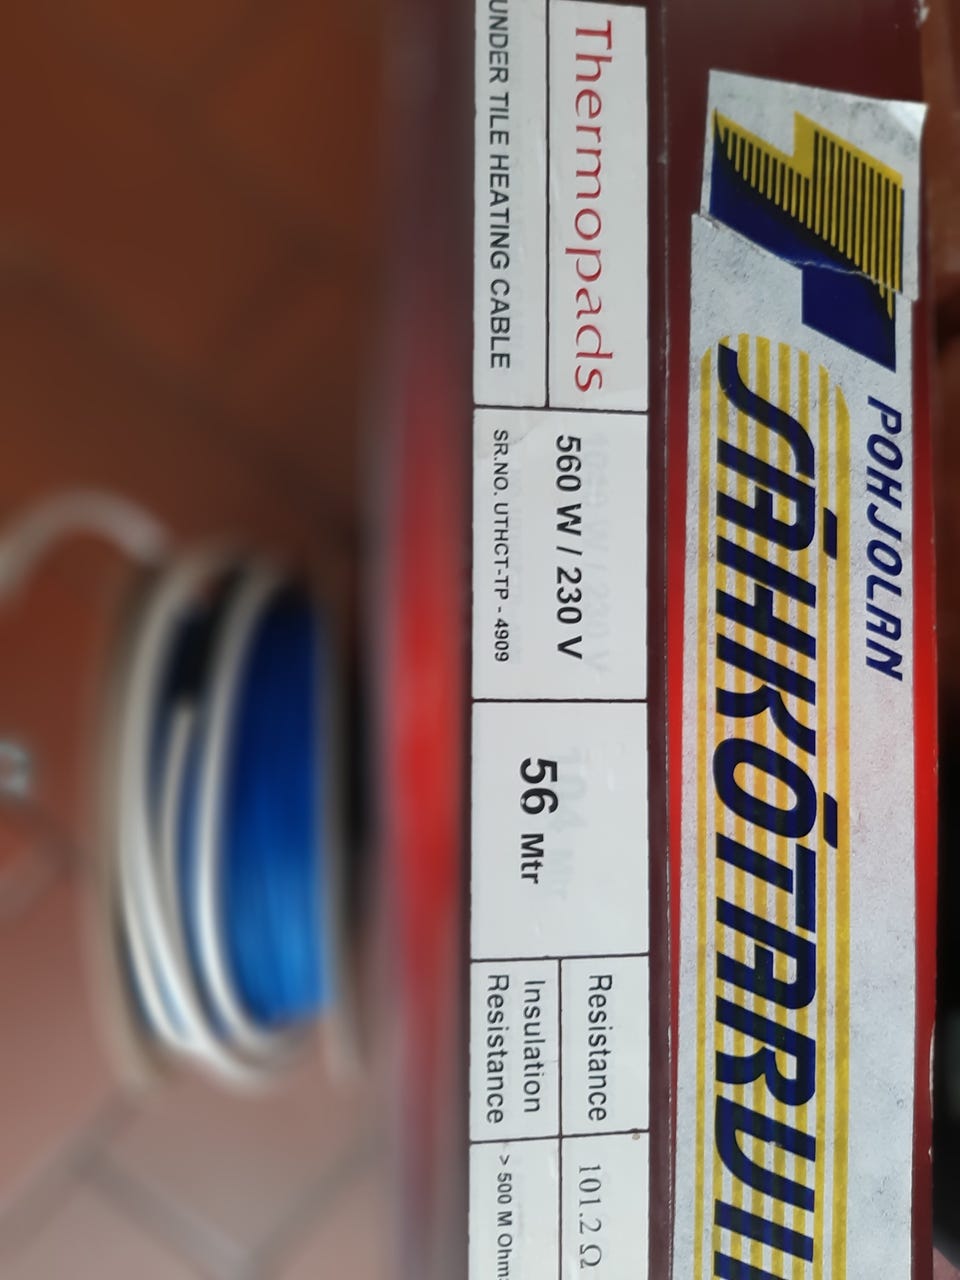 POHJOLAN
SÄHKÖTARVI
Thermopads
UNDER TILE HEATING CABLE
560 W / 230 V
SR.NO. UTHCT-TP - 4909
56 Mtr
Resistance
101.2 Ω
Insulation
Resistance
> 500 M Ohms